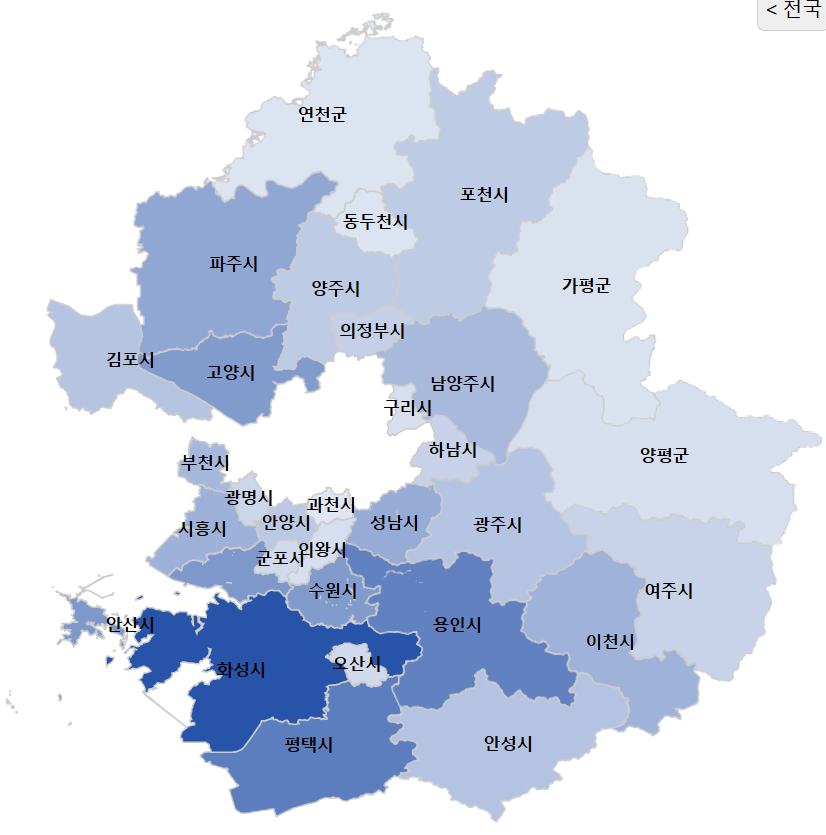 < 전국
연천군
포천시
동두천시
파주시
양주시
가평군
의정부시
김포시
고양시
남양주시
구리시
하남시
양평군
부천시
광명시
과천시
시흥시
안양시
성남시
광주시
군포시
의왕시
수원시
여주시
안산시
용인시
이천시
화성시
오산시
평택시
안성시